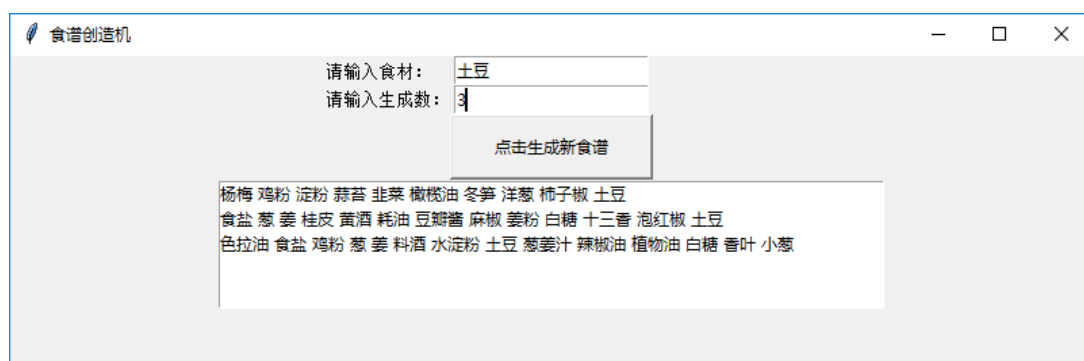 食谱创造机
请输入食材： 土豆
请输入生成数： 3
点击生成新食谱
杨梅 鸡粉 淀粉 蒜苔 韭菜 橄榄油 冬笋 洋葱 柿子椒 土豆
食盐 葱 姜 桂皮 黄酒 耗油 豆瓣酱 麻椒 姜粉 白糖 十三香 泡红椒 土豆
色拉油 食盐 鸡粉 葱 姜 料酒 水淀粉 土豆 葱姜汁 辣椒油 植物油 白糖 香叶 小葱